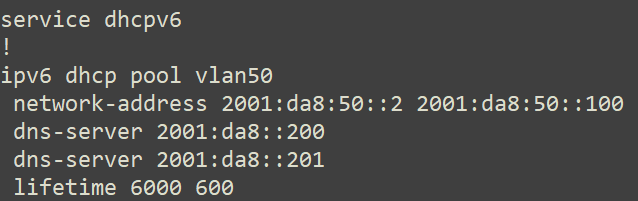 service dhcpv6
!
ipv6 dhcp pool vlan50
 network-address 2001:da8:50::2 2001:da8:50::100
 dns-server 2001:da8::200
 dns-server 2001:da8::201
 lifetime 6000 600